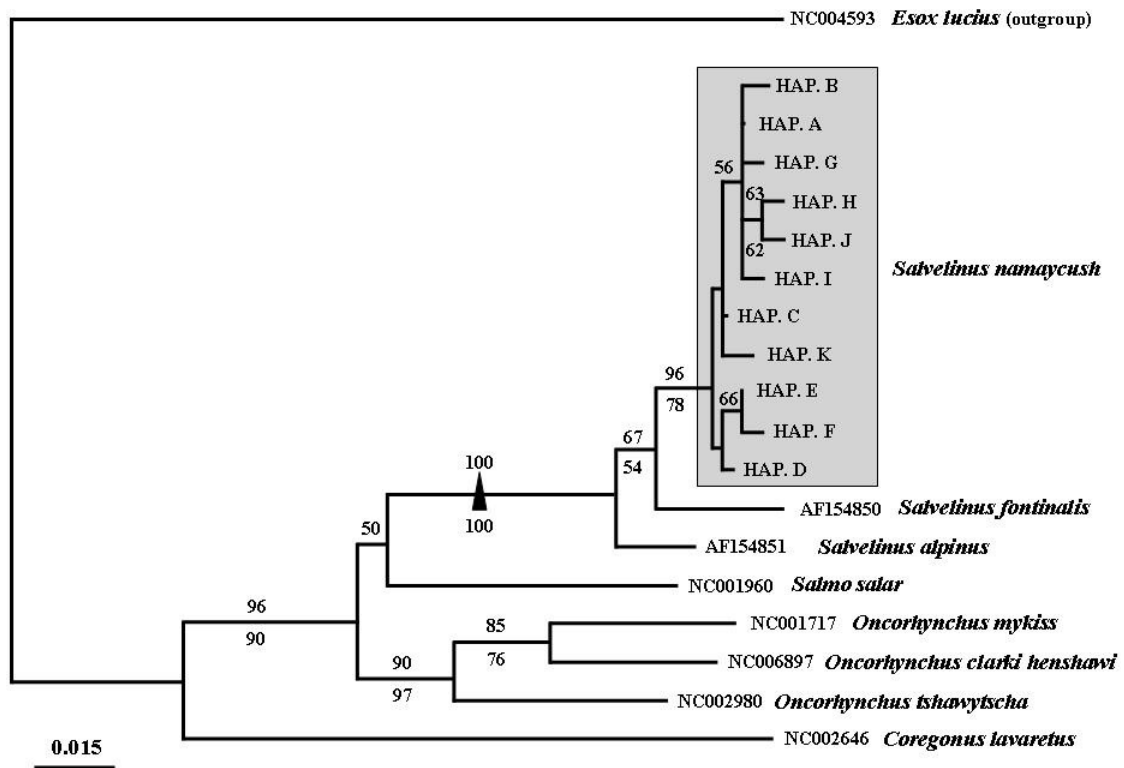 NC004593 Esox lucius (outgroup)
HAP. B
HAP. A
HAP. G
56
63
HAP. H
HAP. J
62
HAP. I
Salvelinus namaycush
HAP. C
HAP. K
96
78
HAP. E
66
HAP. F
HAP. D
67
54
100
100
AF154850 Salvelinus fontinalis
AF154851 Salvelinus alpinus
50
NC001960 Salmo salar
96
90
85
76
NC001717 Oncorhynchus mykiss
90
97
NC006897 Oncorhynchus clarki henshawi
NC002980 Oncorhynchus tshawytscha
NC002646 Coregonus lavaretus
0.015